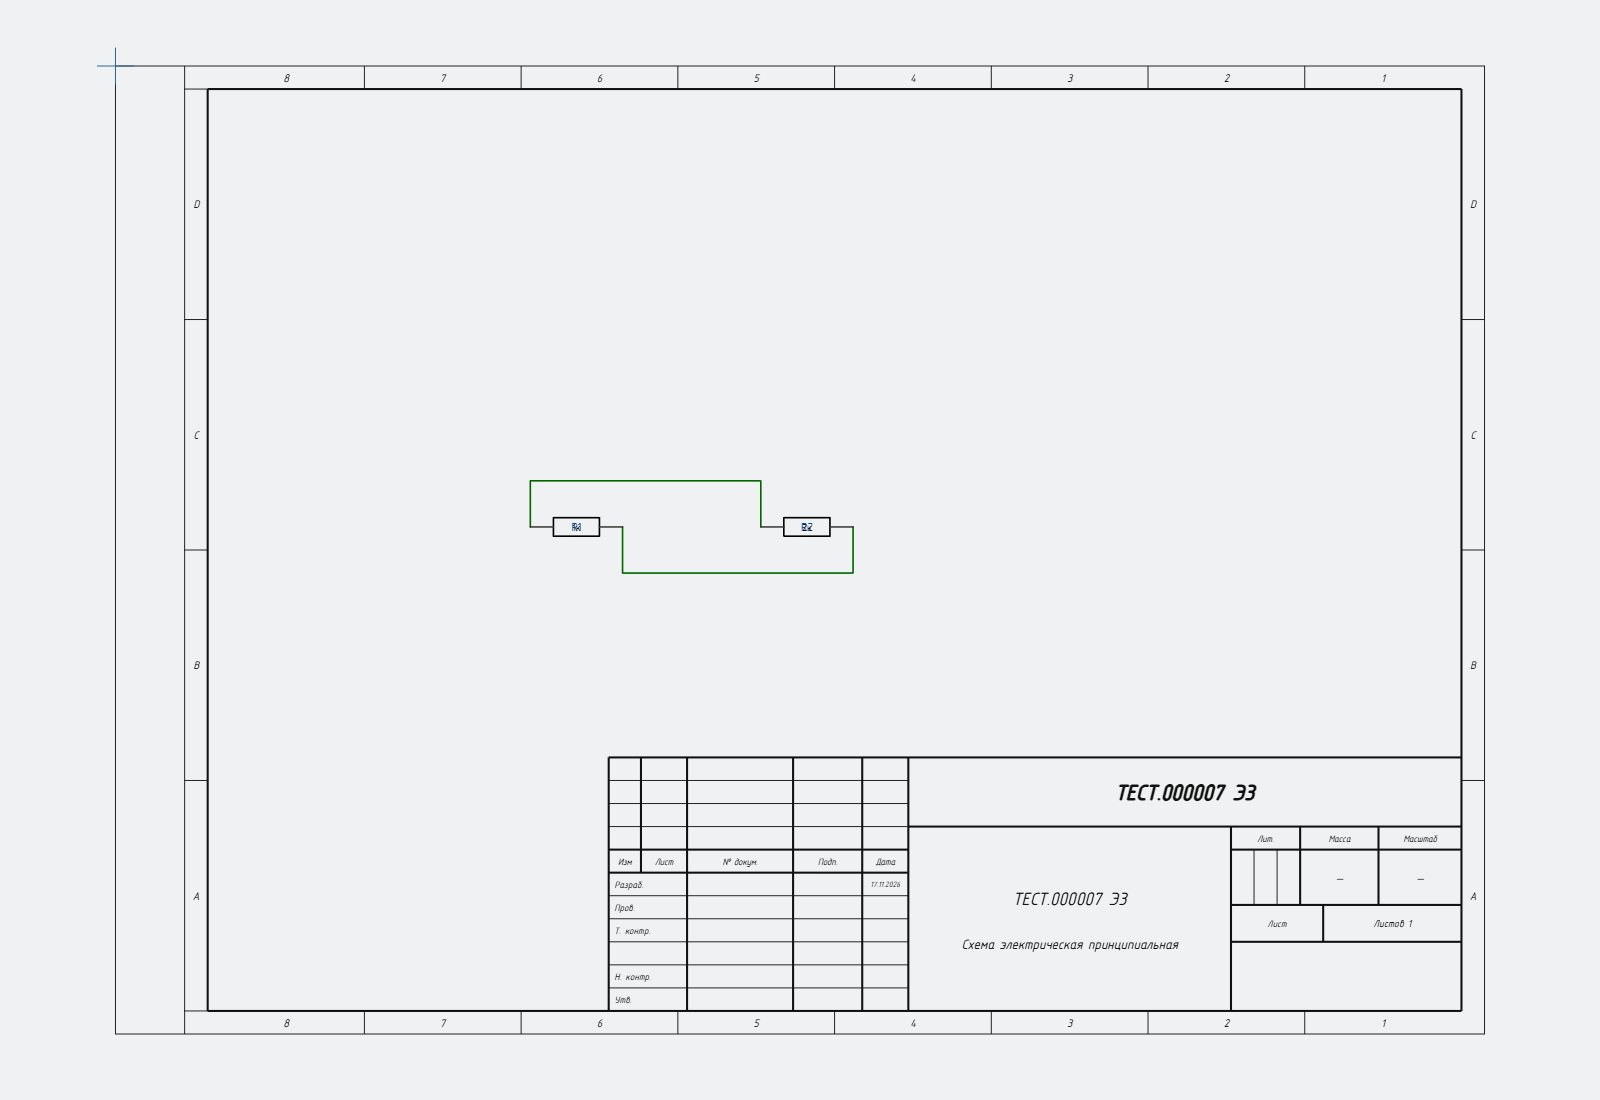 8 7 6 5 4 3 2 1
D D
C C
R2
B B
ТЕСТ.000007 ЭЗ
Лит. Масса Масштаб
Изм Лист № докум. Подп. Дата
Разраб. 17.11.2026
— —
ТЕСТ.000007 ЭЗ
A A
Пров.
Лист Листов 1
Т. контр.
Схема электрическая принципиальная
Н. контр.
Утв.
8 7 6 5 4 3 2 1